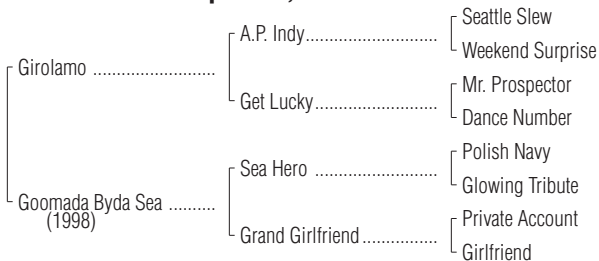 Seattle Slew
A.P. Indy..............................
Weekend Surprise
Girolamo ............................
Mr. Prospector
Get Lucky............................
Dance Number
Polish Navy
Sea Hero ............................
Glowing Tribute
Goomada Byda Sea ..........
(1998)
Private Account
Grand Girlfriend.................
Girlfriend